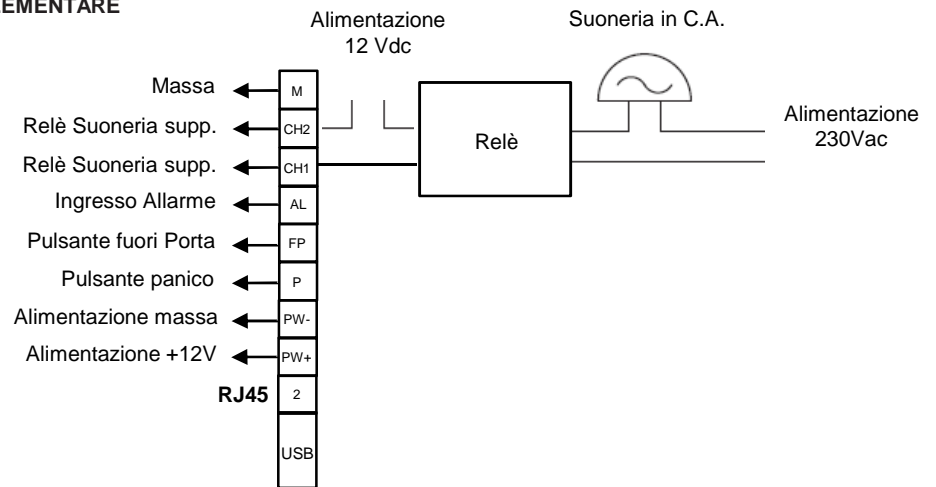 EMENTARE
Alimentazione
12 Vdc
Suoneria in C.A.
Massa
M
Relè Suoneria supp.
CH2
Relè
Alimentazione
230Vac
Relè Suoneria supp.
CH1
Ingresso Allarme
AL
Pulsante fuori Porta
FP
Pulsante panico
P
Alimentazione massa
PW-
Alimentazione +12V
PW+
RJ45
2
USB